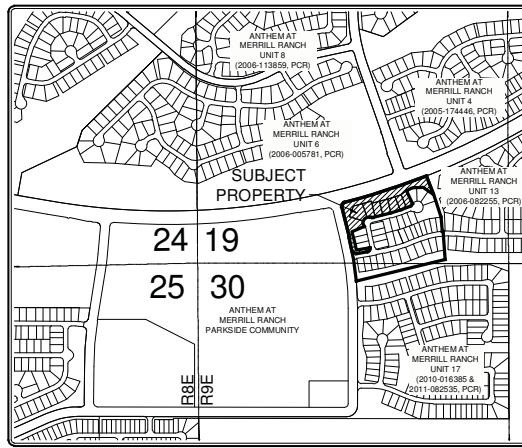 ANTHEM AT
MERRILL RANCH
UNIT 8
(2006-113859, PCR)
ANTHEM AT
MERRILL RANCH
UNIT 4
(2005-174446, PCR)
ANTHEM AT
MERRILL RANCH
UNIT 6
(2006-005781, PCR)
SUBJECT
PROPERTY
ANTHEM AT
MERRILL RANCH
UNIT 13
(2006-082255, PCR)
24 19
25 30
ANTHEM AT
MERRILL RANCH
PARKSIDE COMMUNITY
R8E
R9E
ANTHEM AT
MERRILL RANCH
UNIT 17
(2010-016385 &
2011-082535, PCR)